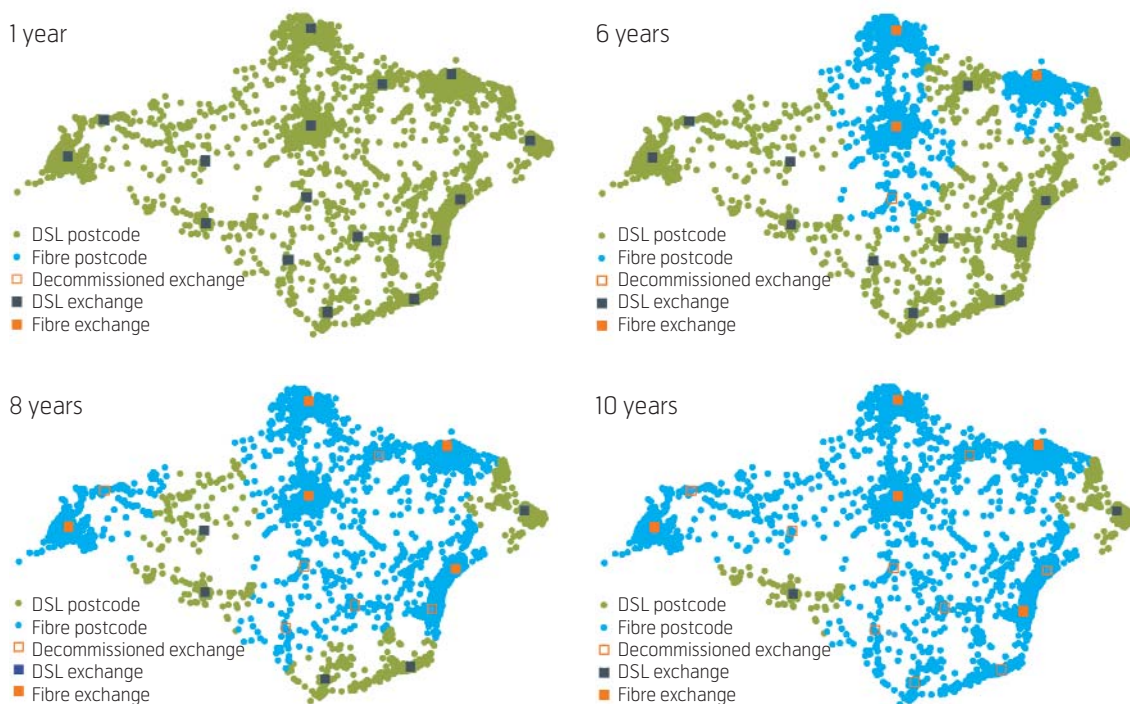 1 year
DSL postcode
Fibre postcode
Decommissioned exchange
DSL exchange
Fibre exchange
6 years
DSL postcode
Fibre postcode
Decommissioned exchange
DSL exchange
Fibre exchange
8 years
DSL postcode
Fibre postcode
Decommissioned exchange
DSL exchange
Fibre exchange
10 years
DSL postcode
Fibre postcode
Decommissioned exchange
DSL exchange
Fibre exchange